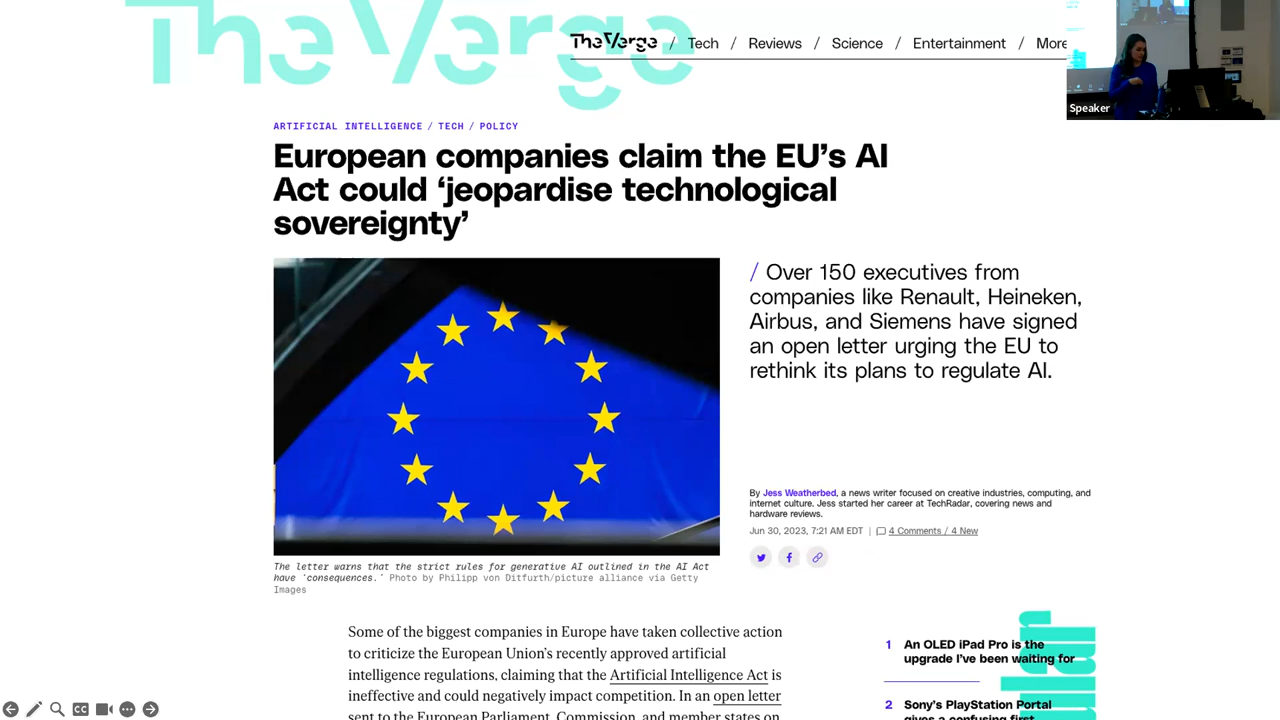 The Verge
The Verge / Tech / Reviews / Science / Entertainment / More
Speaker
ARTIFICIAL INTELLIGENCE / TECH / POLICY
European companies claim the EU’s AI
Act could ‘jeopardise technological
sovereignty’
/ Over 150 executives from
companies like Renault, Heineken,
Airbus, and Siemens have signed
an open letter urging the EU to
rethink its plans to regulate AI.
By Jess Weatherbed, a news writer focused on creative industries, computing, and
internet culture. Jess started her career at TechRadar, covering news and
hardware reviews.
Jun 30, 2023, 7:21 AM EDT | 4 Comments / 4 New
The letter warns that the strict rules for generative AI outlined in the AI Act
have ‘consequences.’ Photo by Philipp von Ditfurth/picture alliance via Getty
Images
Some of the biggest companies in Europe have taken collective action
to criticize the European Union’s recently approved artificial
intelligence regulations, claiming that the Artificial Intelligence Act is
ineffective and could negatively impact competition. In an open letter
sent to the European Parliament, Commission, and member states on
1 An OLED iPad Pro is the
upgrade I’ve been waiting for
2 Sony’s PlayStation Portal
gives a confusing first
CC